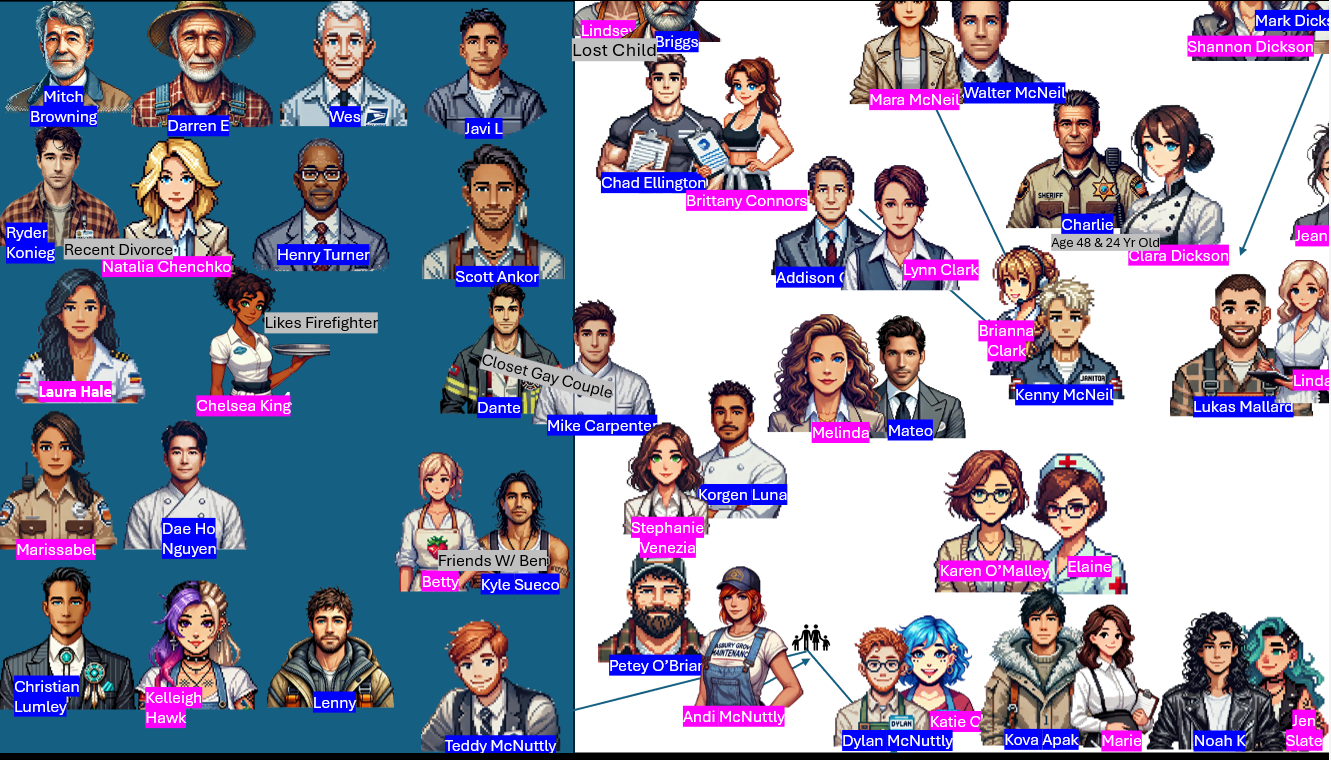 Mitch
Browning
Darren E
Wes
Javi L
Lindsey
Briggs
Lost Child
Mara McNeil
Walter McNeil
Mark Dicks
Shannon Dickson
Ryder
Konieg
Recent Divorce
Natalia Chenchko
Henry Turner
Scott Ankor
Chad Ellington
Brittany Connors
Addison C
Lynn Clark
SHERIFF
Charlie
Age 48 & 24 Yr Old
Clara Dickson
Jean
Laura Hale
Likes Firefighter
Chelsea King
Closet Gay Couple
Dante
Mike Carpenter
Melinda
Mateo
Brianna
Clark
JANITOR
Kenny McNeil
Linda
Lukas Mallard
Marissabel
Dae Ho
Nguyen
Friends W/ Ben
Betty
Kyle Sueco
Korgen Luna
Stephanie
Venezia
Karen O'Malley
Elaine
Christian
Lumley
Kelleigh
Hawk
Lenny
Teddy McNuttly
Petey O'Brian
MAINTENANCE
Andi McNuttly
DYLAN
Dylan McNuttly
Katie C
Kova Apak
Marie
Noah K
Jen
Slate